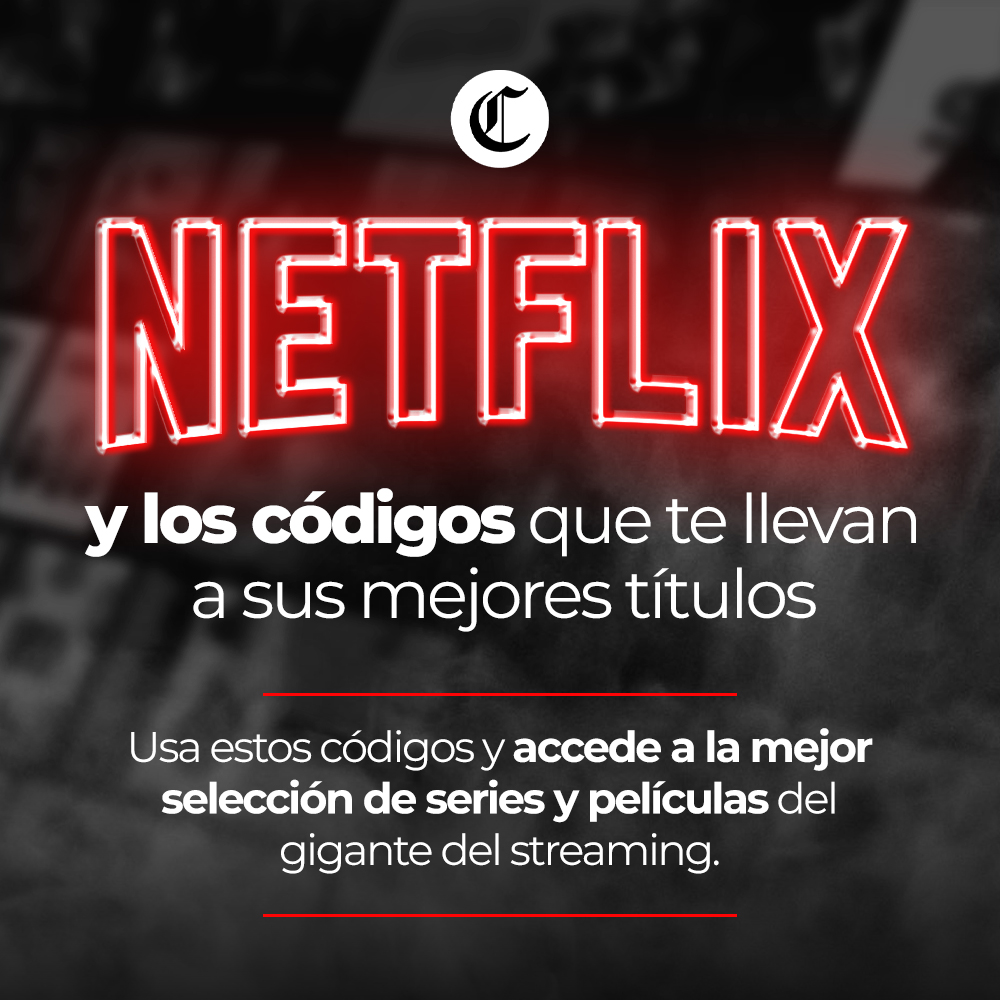 C
NETFLIX
y los códigos que te llevan
a sus mejores títulos
Usa estos códigos y accede a la mejor
selección de series y películas del
gigante del streaming.